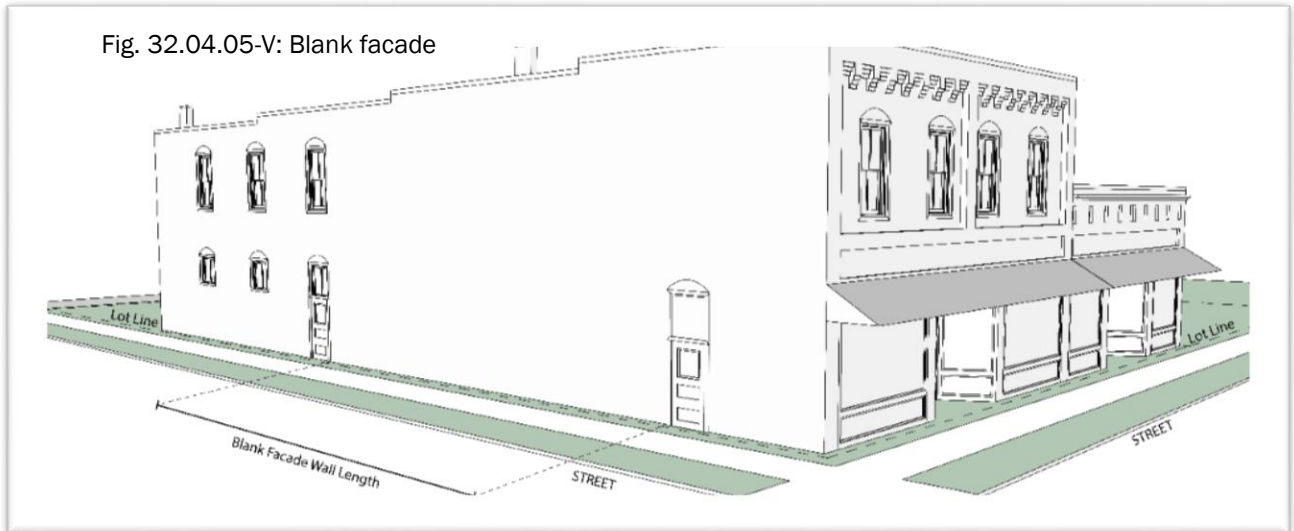 Fig. 32.04.05-V: Blank facade
Lot Line
Lot Line
Blank Facade Wall Length
STREET
STREET